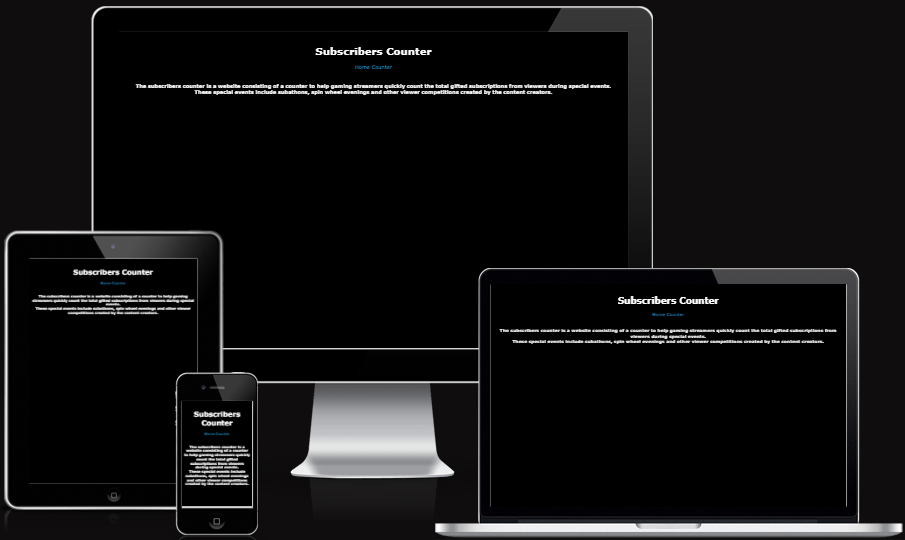 Subscribers Counter
Home Counter
The subscribers counter is a website consisting of a counter to help gaming streamers quickly count the total gifted subscriptions from viewers during special events.
These special events include subathons, spin wheel evenings and other viewer competitions created by the content creators.
Subscribers Counter
Home Counter
The subscribers counter is a website consisting of a counter to help gaming
streamers quickly count the total gifted subscriptions from viewers during special
events.
These special events include subathons, spin wheel evenings and other viewer
competitions created by the content creators.
Subscribers
Counter
Home Counter
The subscribers counter is a
website consisting of a counter
to help gaming streamers quickly
count the total gifted
subscriptions from viewers
during special events.
These special events include
subathons, spin wheel evenings
and other viewer competitions
created by the content creators.
Subscribers Counter
Home Counter
The subscribers counter is a website consisting of a counter to help gaming streamers quickly count the total gifted subscriptions from
viewers during special events.
These special events include subathons, spin wheel evenings and other viewer competitions created by the content creators.